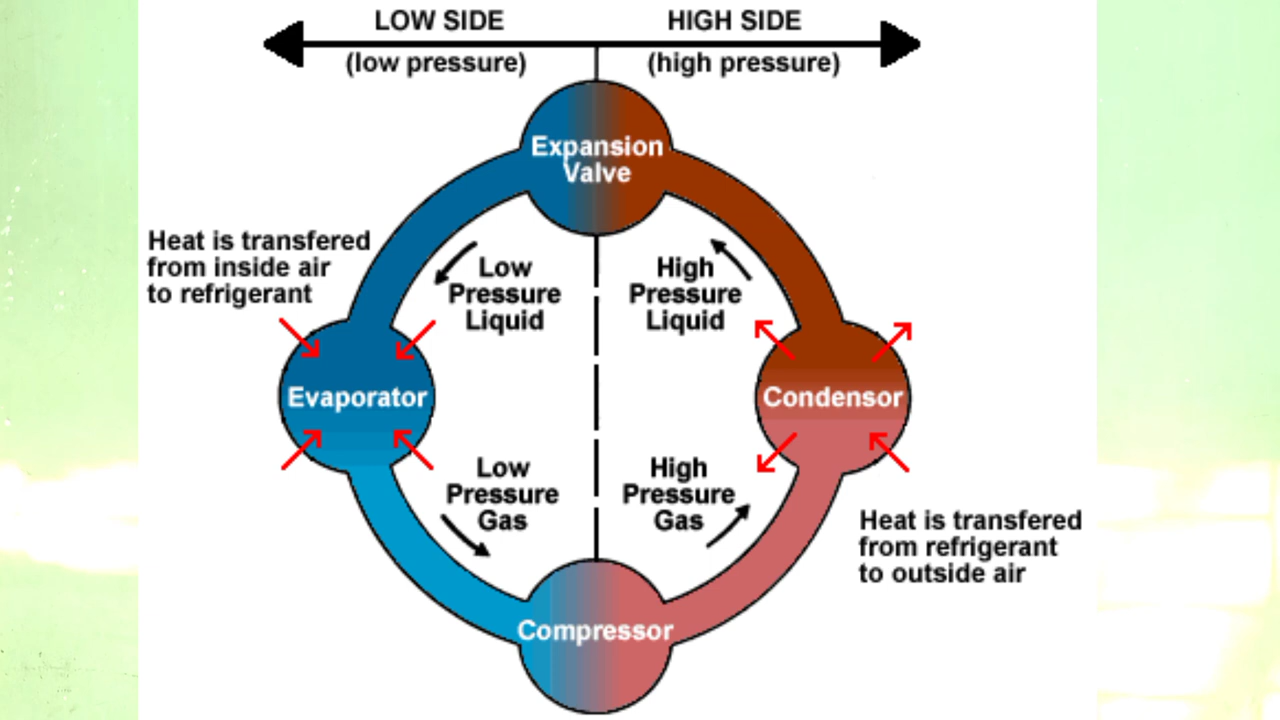 LOW SIDE
HIGH SIDE
(low pressure)
(high pressure)
Expansion
Valve
Heat is transfered
from inside air
to refrigerant
Low
Pressure
Liquid
High
Pressure
Liquid
Evaporator
Condensor
Low
Pressure
Gas
High
Pressure
Gas
Heat is transfered
from refrigerant
to outside air
Compressor